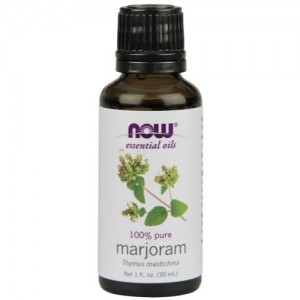 NOW
essential oils
100% pure
marjoram
Thymus mastichina
Net 1 fl. oz. (30 mL)